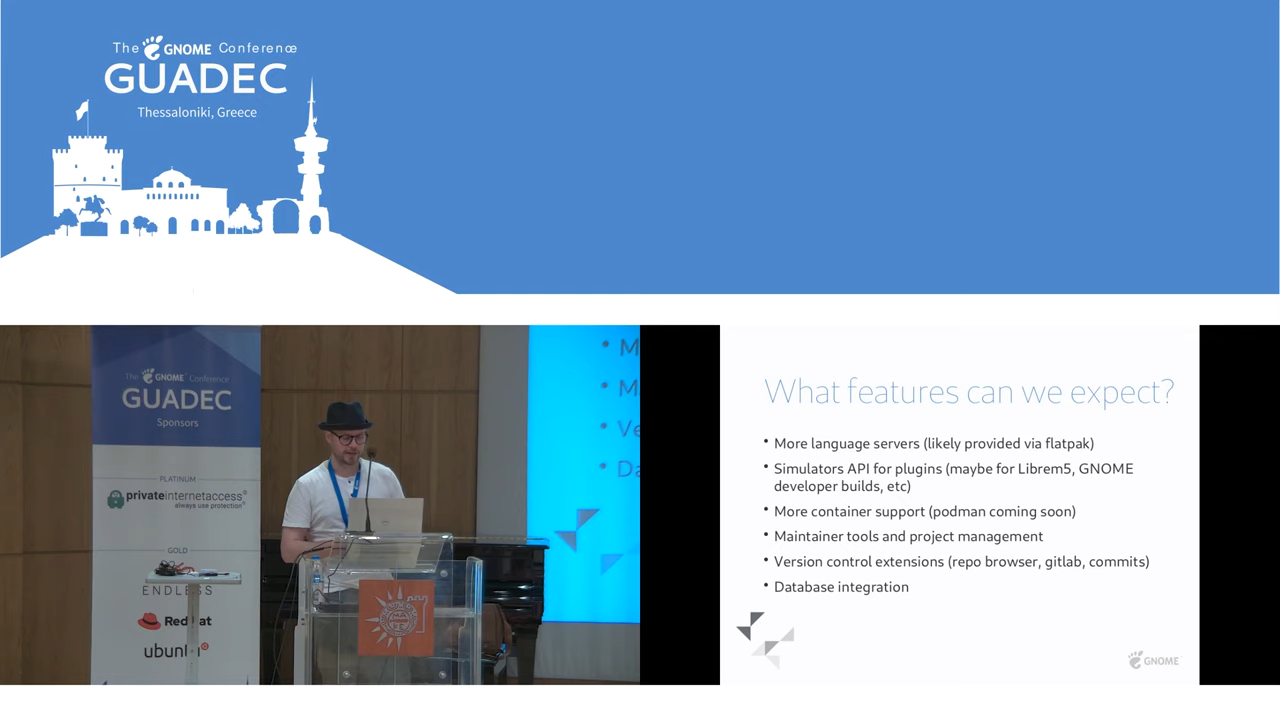 The GNOME Conference
GUADEC
Thessaloniki, Greece
The GNOME Conference
GUADEC
Sponsors
PLATINUM
privateinternetaccess®
always use protection®
GOLD
ENDLESS
Red Hat
ubuntu
• M
• M
• Ve
• Da
What features can we expect?
• More language servers (likely provided via flatpak)
• Simulators API for plugins (maybe for Librem5, GNOME
developer builds, etc)
• More container support (podman coming soon)
• Maintainer tools and project management
• Version control extensions (repo browser, gitlab, commits)
• Database integration
GNOME